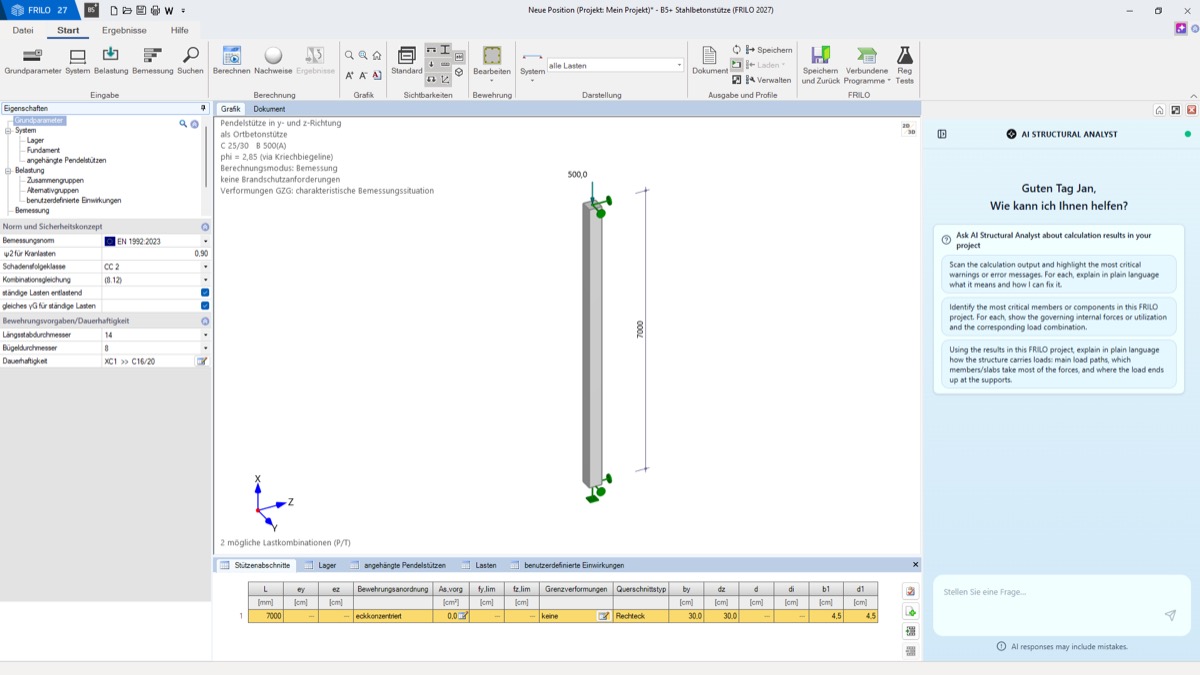 FRILO 27
B5+
W
Neue Position (Projekt: Mein Projekt)* - B5+ Stahlbetonstütze (FRILO 2027)
Datei Start Ergebnisse Hilfe
Grundparameter System Belastung Bemessung Suchen
Eingabe
Berechnen Nachweise Ergebnisse
Berechnung
Grafik
Standard
Sichtbarkeiten
Bearbeiten
Bewehrung
System
alle Lasten
Darstellung
Dokument
Speichern
Laden
Verwalten
Ausgabe und Profile
Speichern und Zurück
Verbundene Programme
Reg Tests
FRILO
Eigenschaften
Grundparameter
System
Lager
Fundament
angehängte Pendelstützen
Belastung
Zusammengruppen
Alternativgruppen
benutzerdefinierte Einwirkungen
Bemessung
Norm und Sicherheitskonzept
Bemessungsnorm EN 1992:2023
ψ2 für Kranlasten 0,90
Schadensfolgeklasse CC 2
Kombinationsgleichung (8.12)
ständige Lasten entlastend
gleiches γG für ständige Lasten
Bewehrungsvorgaben/Dauerhaftigkeit
Längsstabdurchmesser 14
Bügeldurchmesser 8
Dauerhaftigkeit XC1 >> C16/20
Grafik Dokument
Pendelstütze in y- und z-Richtung
als Ortbetonstütze
C 25/30 B 500(A)
phi = 2,85 (via Kriechbiegeline)
Berechnungsmodus: Bemessung
keine Brandschutzanforderungen
Verformungen GZG: charakteristische Bemessungssituation
2D
3D
500,0
7000
X
Z
Y
2 mögliche Lastkombinationen (P/T)
Stützenabschnitte Lager angehängte Pendelstützen Lasten benutzerdefinierte Einwirkungen
L ey ez Bewehrungsanordnung As,vorg fy,lim fz,lim Grenzverformungen Querschnittstyp by dz d di b1 d1
[mm] [cm] [cm] [cm²] [cm] [cm] [cm] [cm] [cm] [cm] [cm] [cm]
1 7000 --- --- eckkonzentriert 0,0 --- --- keine Rechteck 30,0 30,0 --- --- 4,5 4,5
AI STRUCTURAL ANALYST
Guten Tag Jan,
Wie kann ich Ihnen helfen?
Ask AI Structural Analyst about calculation results in your
project
Scan the calculation output and highlight the most critical
warnings or error messages. For each, explain in plain language
what it means and how I can fix it.
Identify the most critical members or components in this FRILO
project. For each, show the governing internal forces or utilization
and the corresponding load combination.
Using the results in this FRILO project, explain in plain language
how the structure carries loads: main load paths, which
members/slabs take most of the forces, and where the load ends
up at the supports.
Stellen Sie eine Frage...
AI responses may include mistakes.